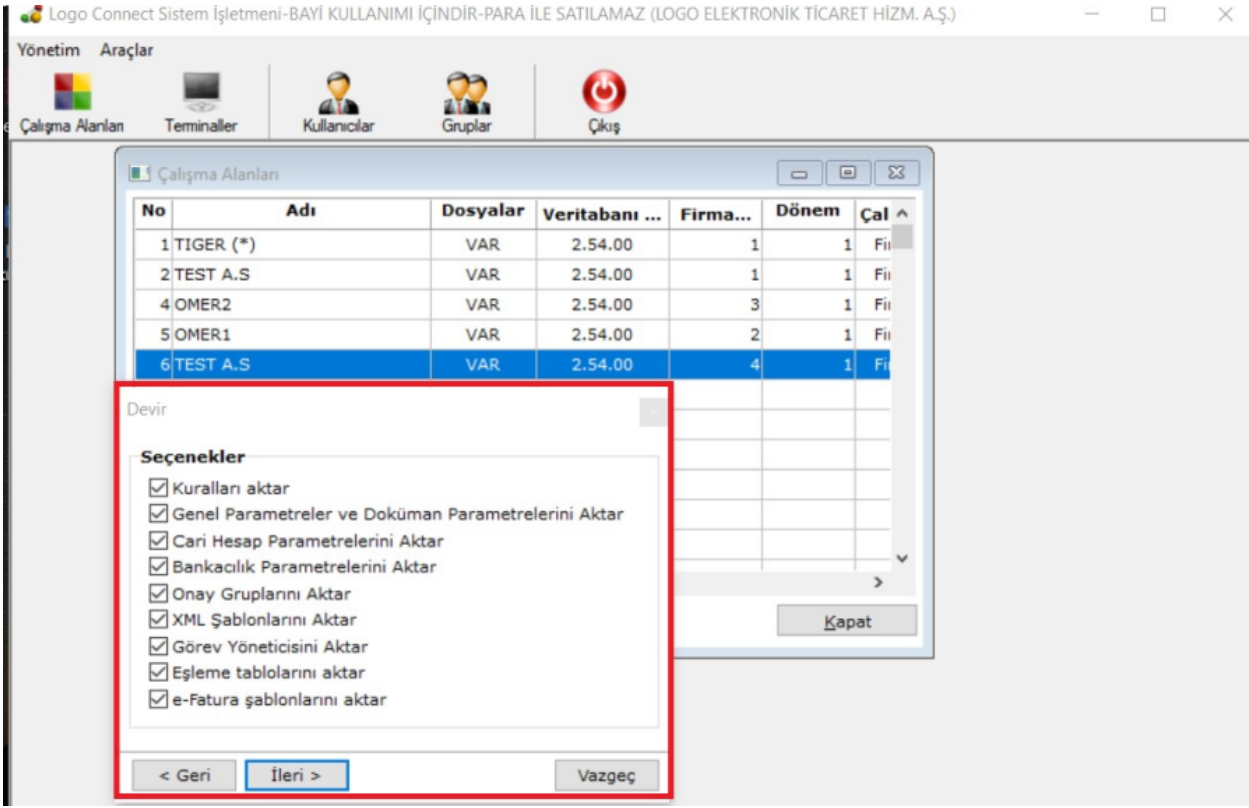 Logo Connect Sistem İşletmeni-BAYİ KULLANIMI İÇİNDİR-PARA İLE SATILAMAZ (LOGO ELEKTRONİK TİCARET HİZM. A.Ş.)
Yönetim Araçlar
Çalışma Alanları Terminaller Kullanıcılar Gruplar Çıkış
Çalışma Alanları
No Adı Dosyalar Veritabanı ... Firma... Dönem Çal
1 TIGER (*) VAR 2.54.00 1 1 Fi
2 TEST A.S VAR 2.54.00 1 1 Fi
4 OMER2 VAR 2.54.00 3 1 Fi
5 OMER1 VAR 2.54.00 2 1 Fi
6 TEST A.S VAR 2.54.00 4 1 Fi
Devir
Seçenekler
Kuralları aktar
Genel Parametreler ve Doküman Parametrelerini Aktar
Cari Hesap Parametrelerini Aktar
Bankacılık Parametrelerini Aktar
Onay Gruplarını Aktar
XML Şablonlarını Aktar
Görev Yöneticisini Aktar
Eşleme tablolarını aktar
e-Fatura şablonlarını aktar
Kapat
< Geri İleri > Vazgeç